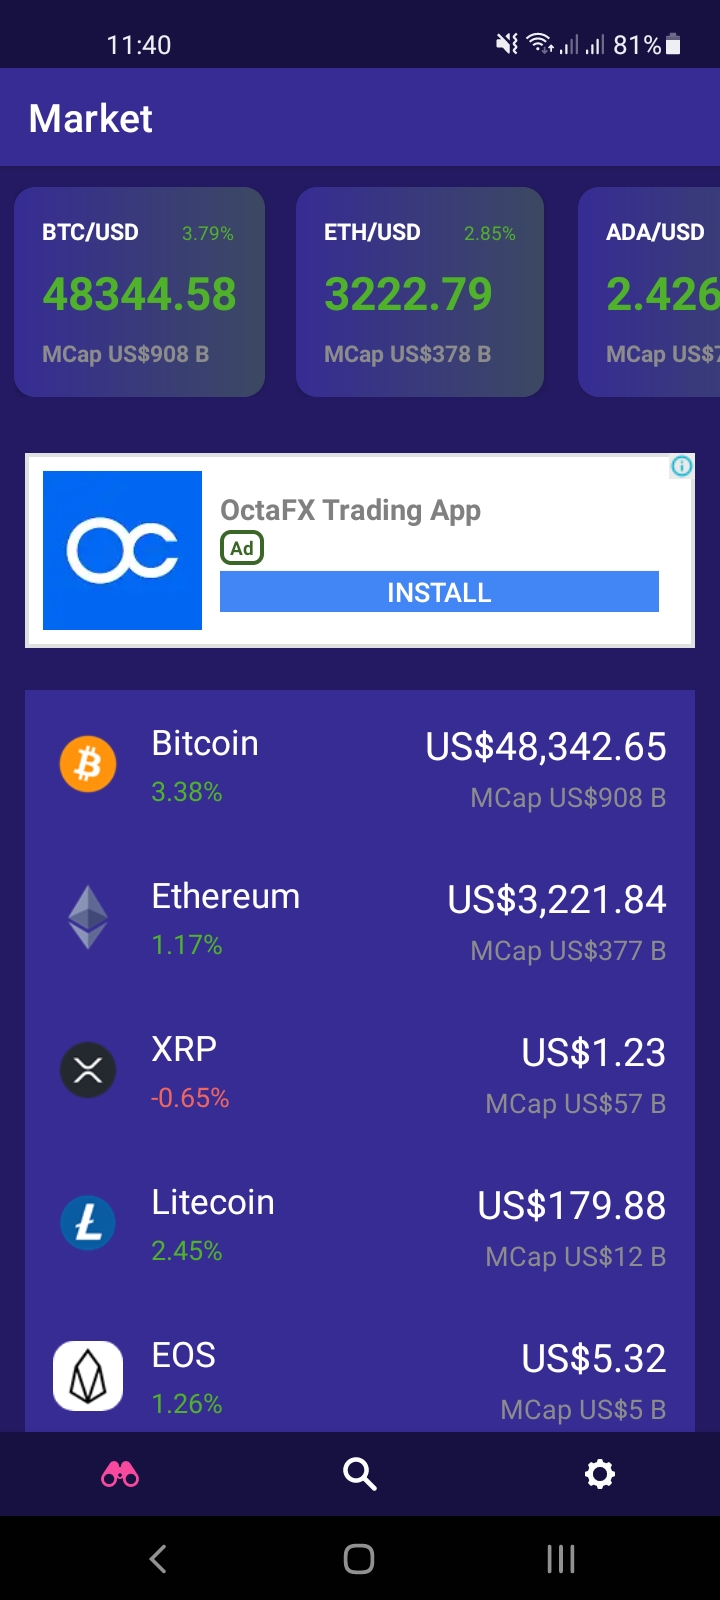 11:40
81%
Market
BTC/USD 3.79%
48344.58
MCap US$908 B
ETH/USD 2.85%
3222.79
MCap US$378 B
ADA/USD
2.426
MCap US$7
OctaFX Trading App
Ad
INSTALL
Bitcoin US$48,342.65
3.38% MCap US$908 B
Ethereum US$3,221.84
1.17% MCap US$377 B
XRP US$1.23
-0.65% MCap US$57 B
Litecoin US$179.88
2.45% MCap US$12 B
EOS US$5.32
1.26% MCap US$5 B